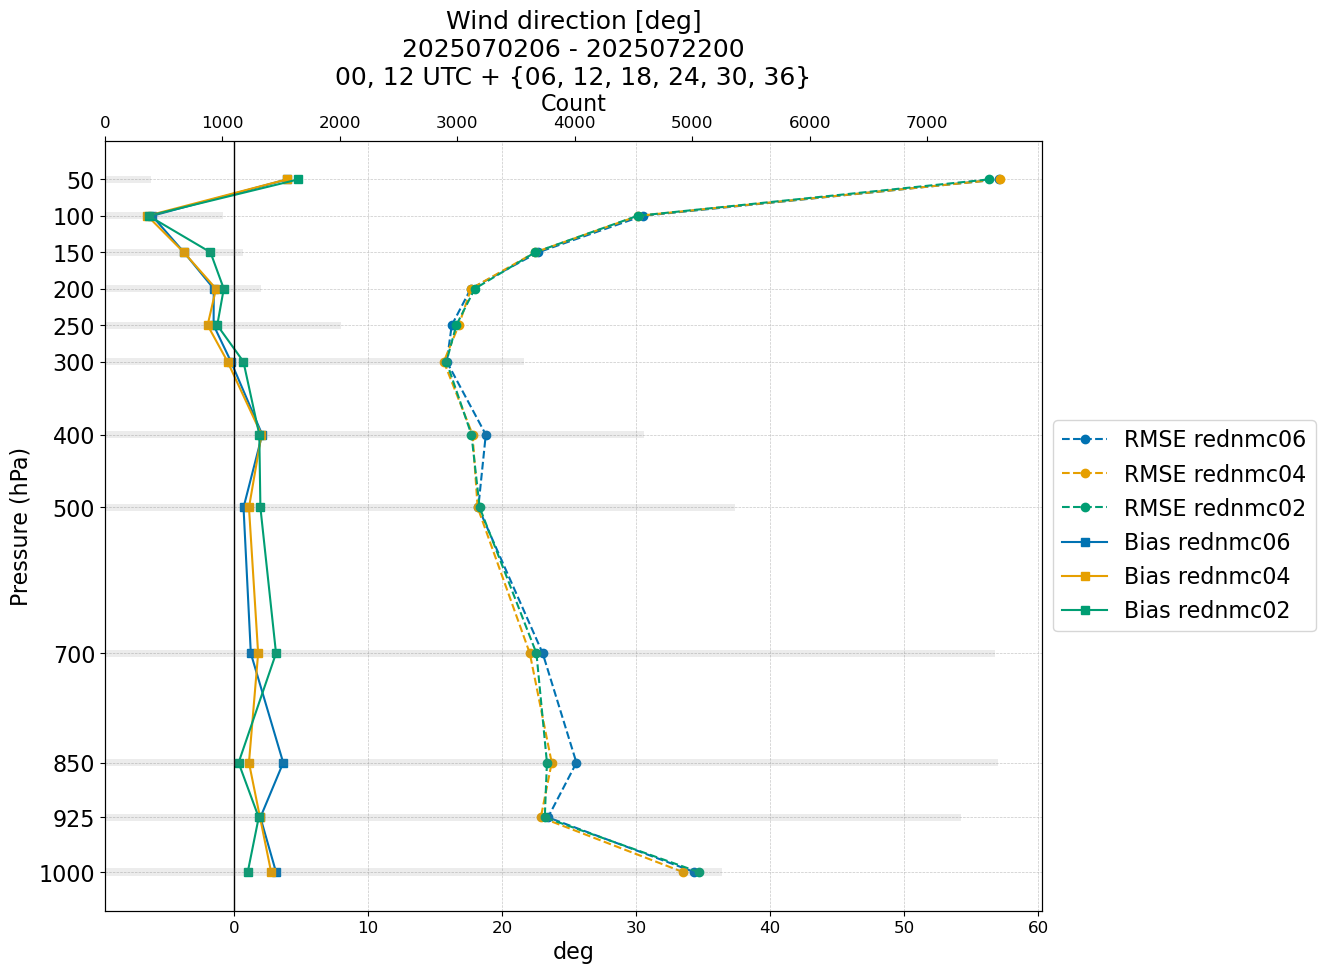 Wind direction [deg]
2025070206 - 2025072200
00, 12 UTC + {06, 12, 18, 24, 30, 36}
Count
0 1000 2000 3000 4000 5000 6000 7000
50
100
150
200
250
300
400
500
700
850
925
1000
Pressure (hPa)
0 10 20 30 40 50 60
deg
RMSE rednmc06
RMSE rednmc04
RMSE rednmc02
Bias rednmc06
Bias rednmc04
Bias rednmc02